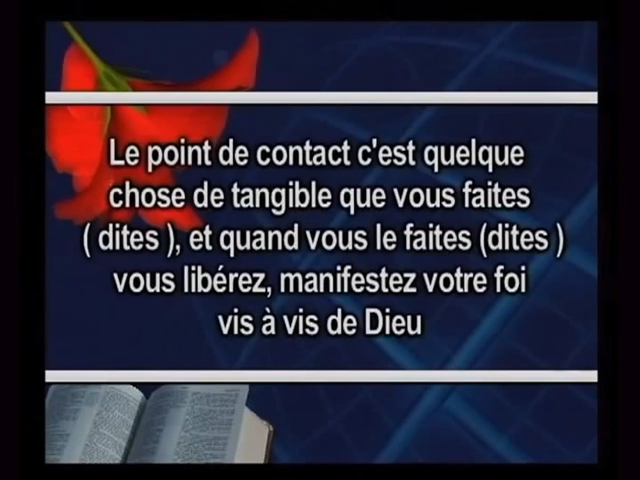 Le point de contact c'est quelque
chose de tangible que vous faites
( dites ), et quand vous le faites (dites )
vous libérez, manifestez votre foi
vis à vis de Dieu